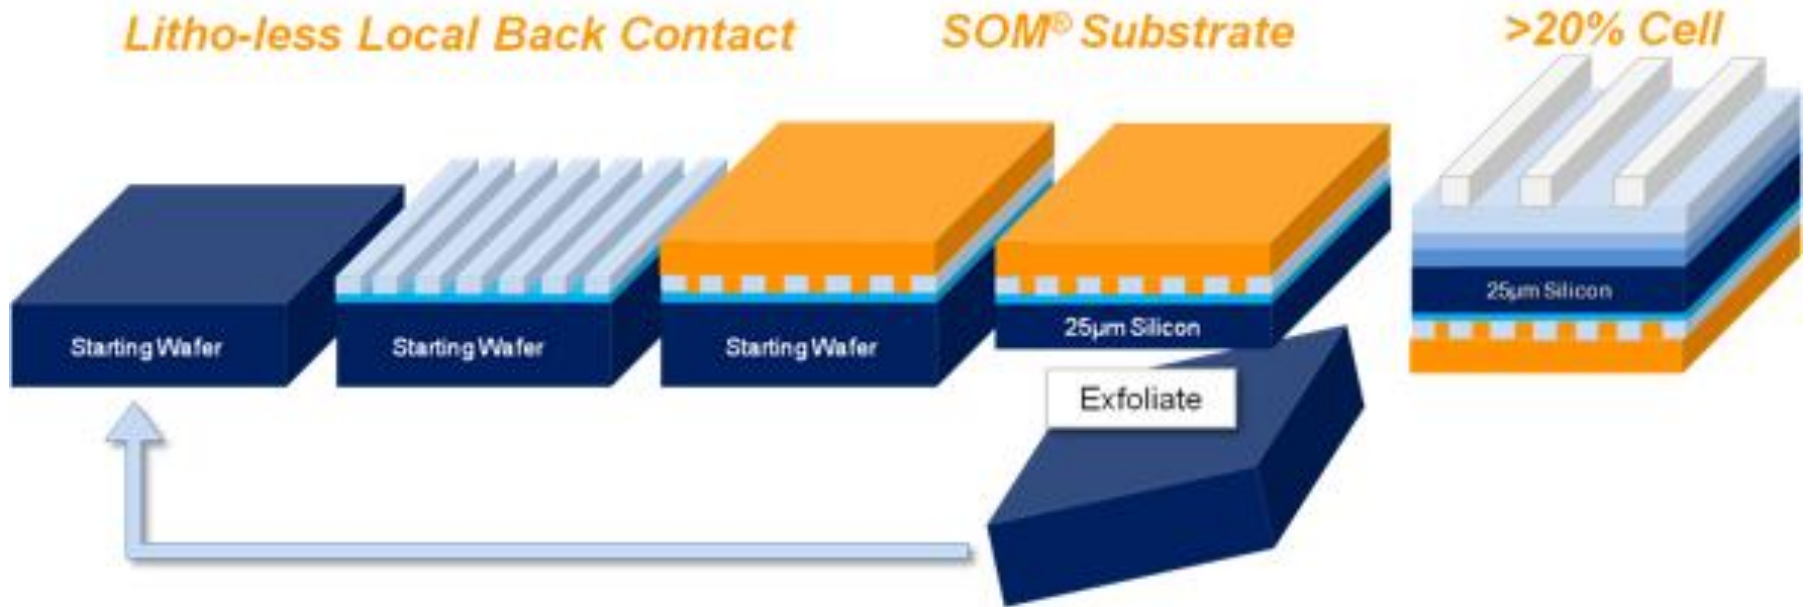 Litho-less Local Back Contact
SOM® Substrate
>20% Cell
Starting Wafer
Starting Wafer
Starting Wafer
25µm Silicon
25µm Silicon
Exfoliate